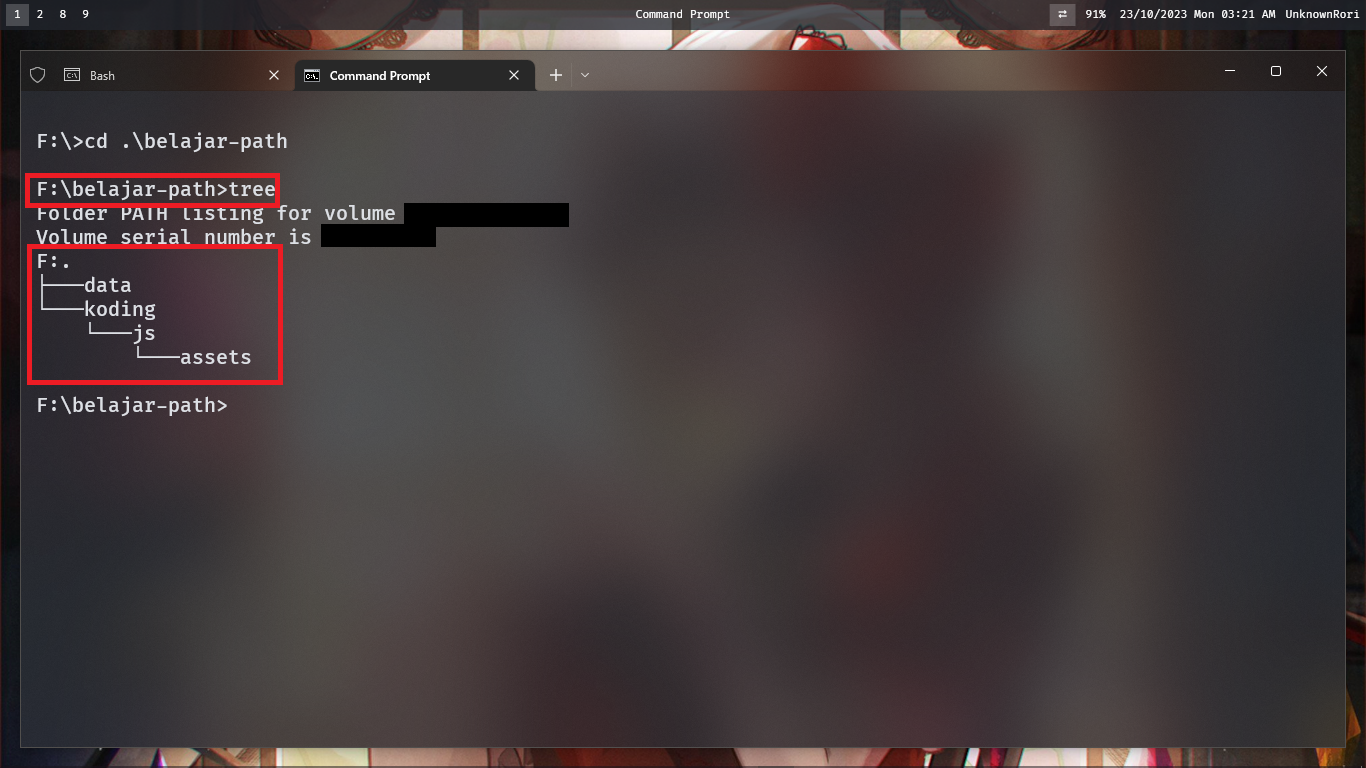 1 2 8 9 Command Prompt 91% 23/10/2023 Mon 03:21 AM UnknownRori
Bash Command Prompt
F:\>cd .\belajar-path
F:\belajar-path>tree
Folder PATH listing for volume
Volume serial number is
F:.
├───data
└───koding
    └───js
        └───assets
F:\belajar-path>